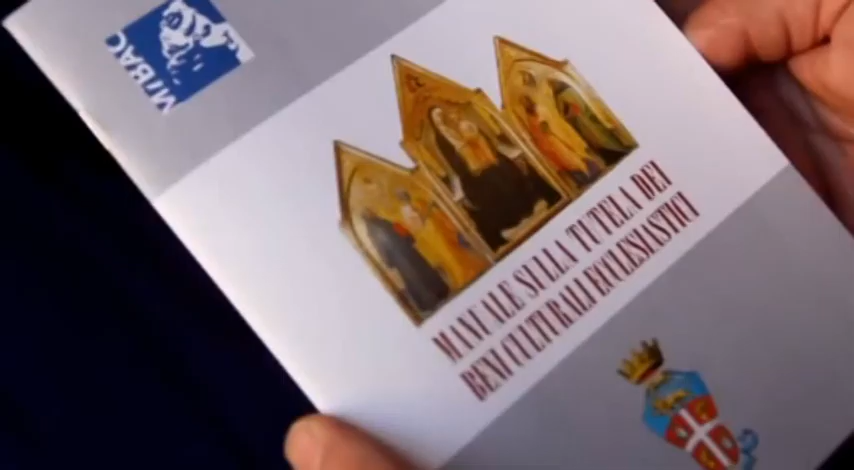 MIBAC
MANUALE SULLA TUTELA DEI
BENI CULTURALI ECCLESIASTICI